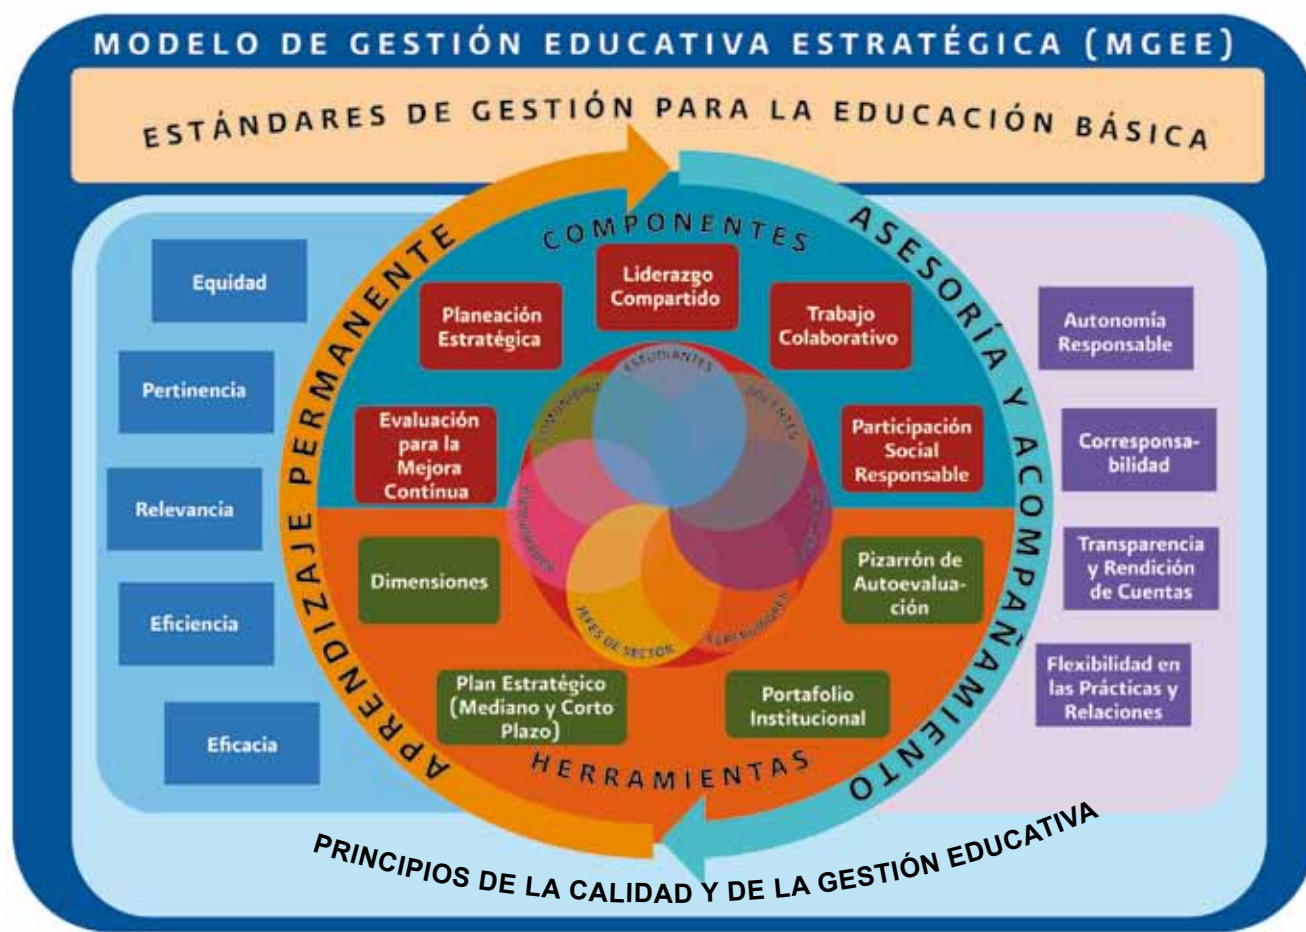 MODELO DE GESTIÓN EDUCATIVA ESTRATÉGICA (MGEE)
ESTÁNDARES DE GESTIÓN PARA LA EDUCACIÓN BÁSICA
APRENDIZAJE PERMANENTE
ASESORÍA Y ACOMPAÑAMIENTO
Equidad
Pertinencia
Relevancia
Eficiencia
Eficacia
COMPONENTES
Evaluación
para la
Mejora
Continua
Planeación
Estratégica
Liderazgo
Compartido
Trabajo
Colaborativo
Participación
Social
Responsable
ESTUDIANTES
DOCENTES
SUPERVISORES
JEFES DE SECTOR
COMUNIDAD
Dimensiones
Plan Estratégico
(Mediano y Corto
Plazo)
Portafolio
Institucional
Pizarrón de
Autoevalua-
ción
HERRAMIENTAS
Autonomía
Responsable
Corresponsa-
bilidad
Transparencia
y Rendición
de Cuentas
Flexibilidad en
las Prácticas y
Relaciones
PRINCIPIOS DE LA CALIDAD Y DE LA GESTIÓN EDUCATIVA